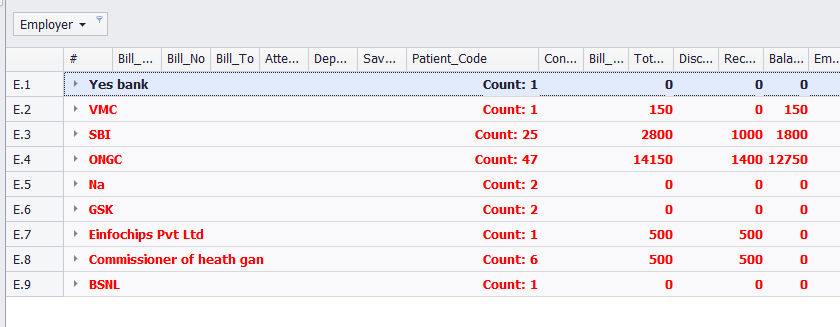 Employer
# Bill_... Bill_No Bill_To Atte... Dep... Sav... Patient_Code Con... Bill_... Tot... Disc... Rec... Bala... Em...
E.1 Yes bank Count: 1 0 0 0
E.2 VMC Count: 1 150 0 150
E.3 SBI Count: 25 2800 1000 1800
E.4 ONGC Count: 47 14150 1400 12750
E.5 Na Count: 2 0 0 0
E.6 GSK Count: 2 0 0 0
E.7 Einfochips Pvt Ltd Count: 1 500 500 0
E.8 Commissioner of heath gan Count: 6 500 500 0
E.9 BSNL Count: 1 0 0 0